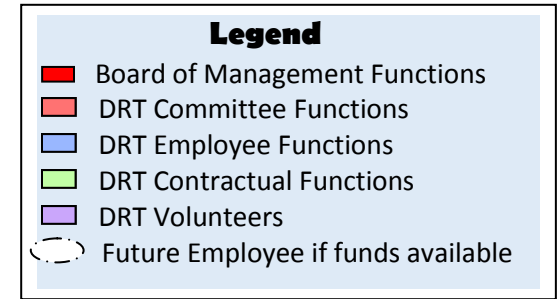 Legend
Board of Management Functions
DRT Committee Functions
DRT Employee Functions
DRT Contractual Functions
DRT Volunteers
Future Employee if funds available